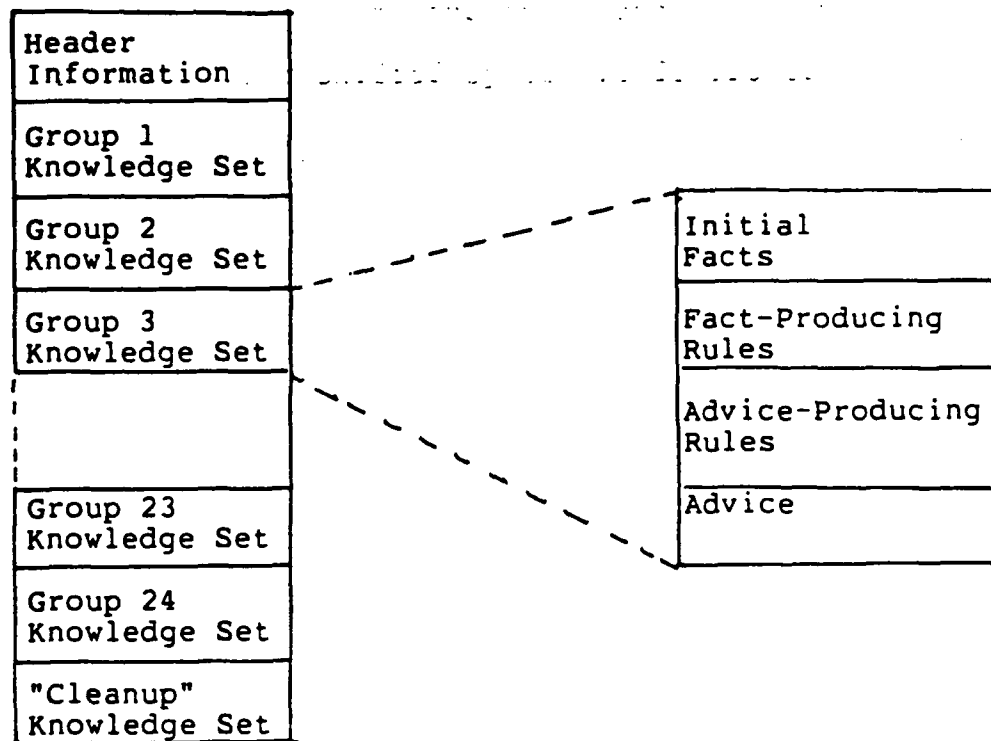 Header
Information
Group 1
Knowledge Set
Group 2
Knowledge Set
Group 3
Knowledge Set
Group 23
Knowledge Set
Group 24
Knowledge Set
"Cleanup"
Knowledge Set
Initial
Facts
Fact-Producing
Rules
Advice-Producing
Rules
Advice